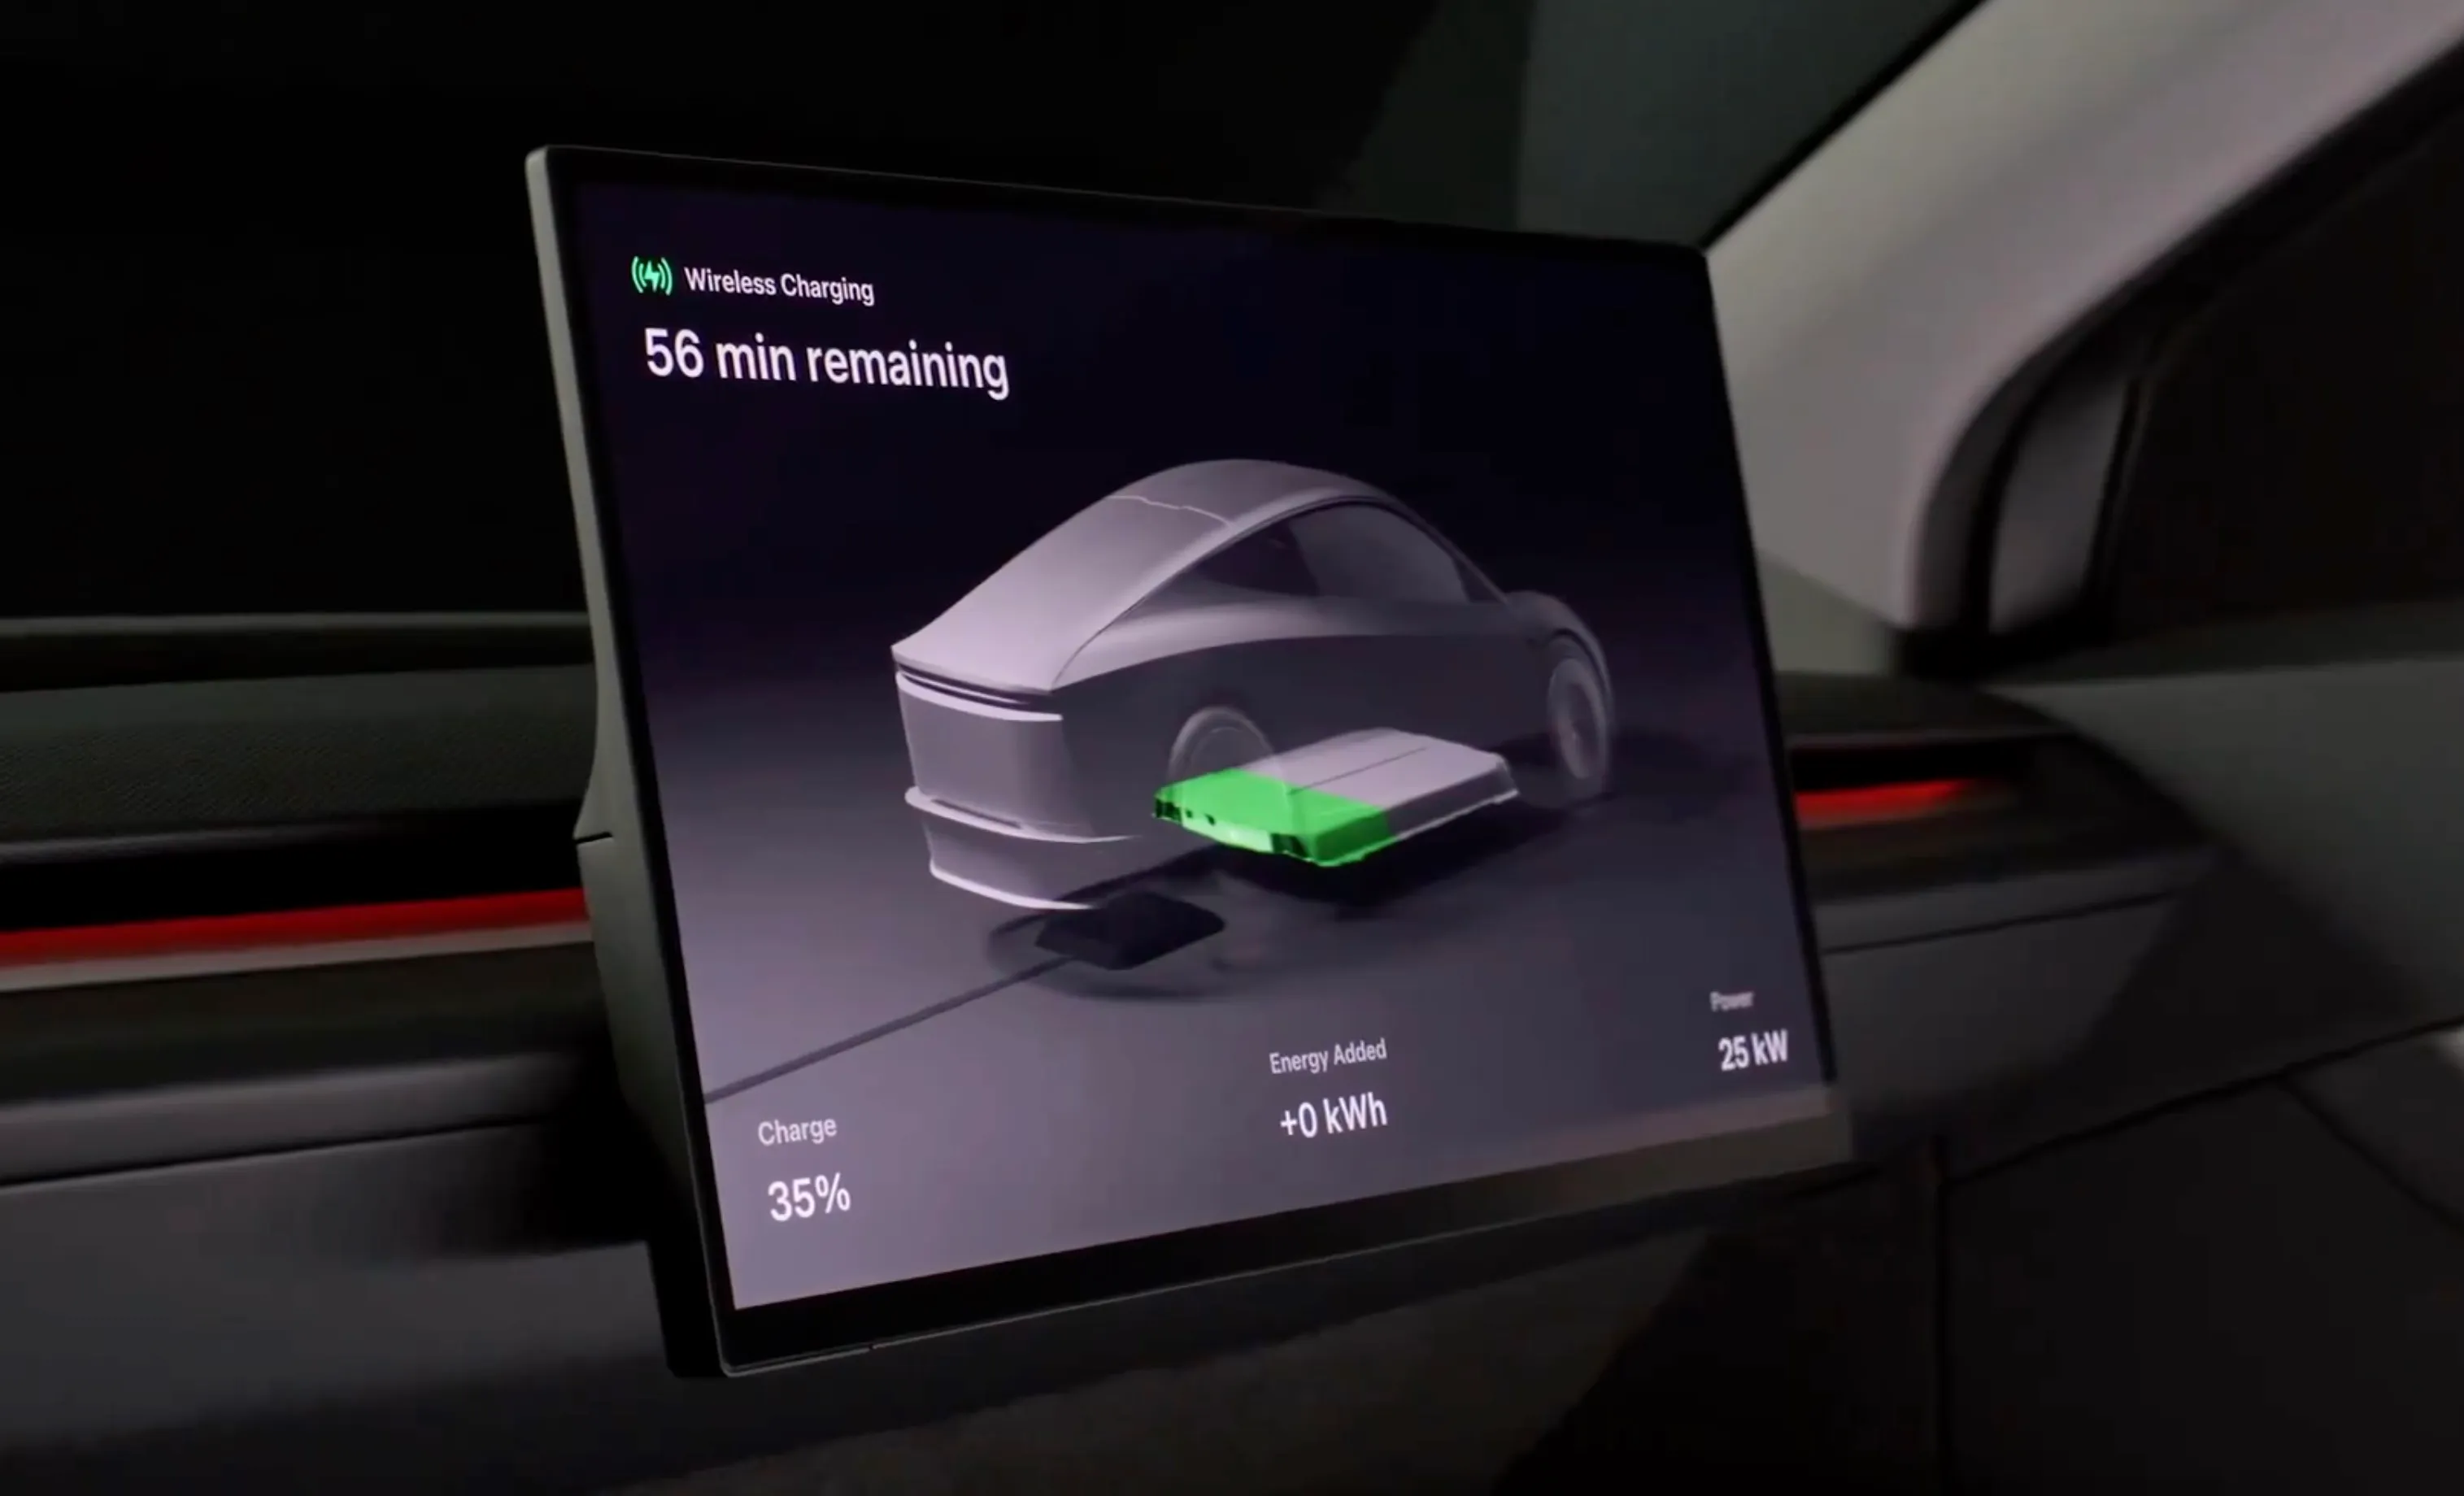 Wireless Charging
56 min remaining
Charge
35%
Energy Added
+0 kWh
Power
25 kW